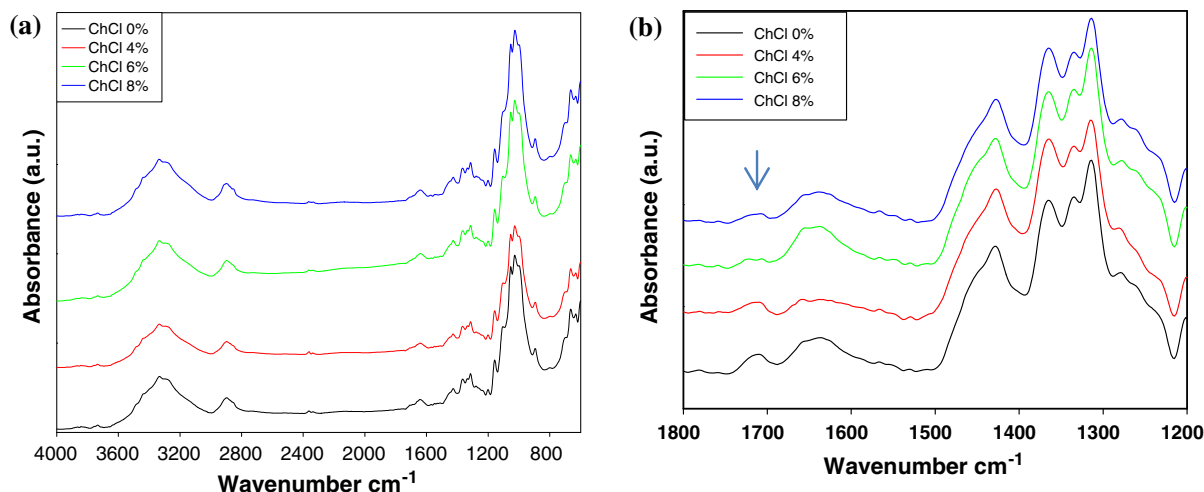 (a)
ChCl 0%
ChCl 4%
ChCl 6%
ChCl 8%
Absorbance (a.u.)
4000 3600 3200 2800 2400 2000 1600 1200 800
Wavenumber cm-1
(b)
ChCl 0%
ChCl 4%
ChCl 6%
ChCl 8%
Absorbance (a.u.)
1800 1700 1600 1500 1400 1300 1200
Wavenumber cm-1